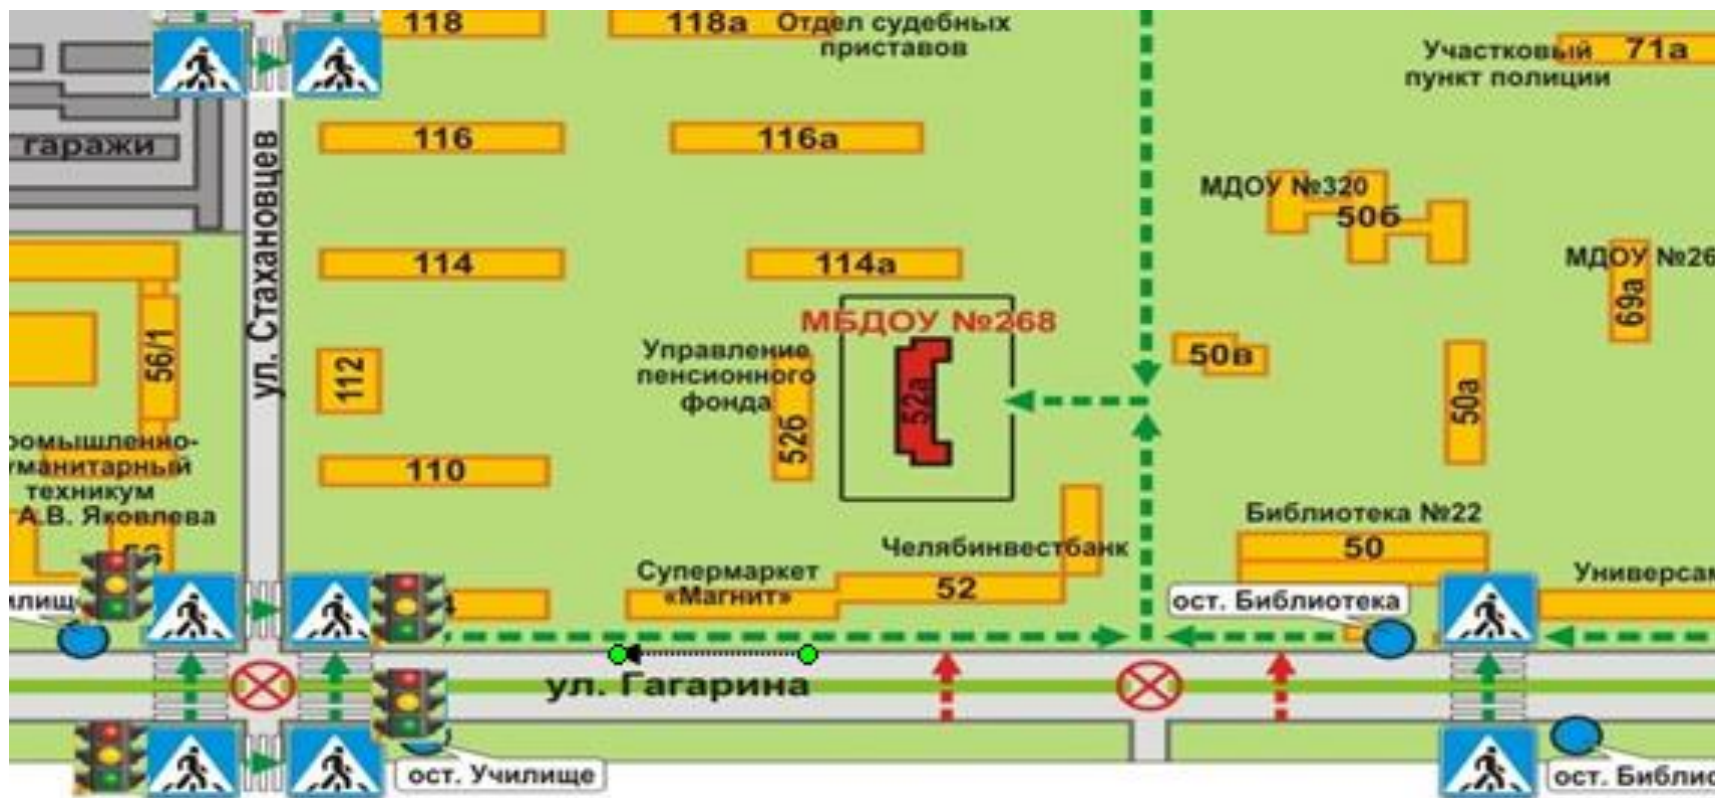 118
118а
Отдел судебных
приставов
Участковый
пункт полиции
71а
гаражи
ул. Стахановцев
116
116а
МДОУ №320
50б
114
114а
МДОУ №26
69а
МБДОУ №268
56/1
112
Управление
пенсионного
фонда
52б
52а
50в
50а
110
техникум
А.В. Яковлева
Библиотека №22
50
Челябинвестбанк
Супермаркет
«Магнит»
52
ост. Библиотека
ул. Гагарина
ост. Училище